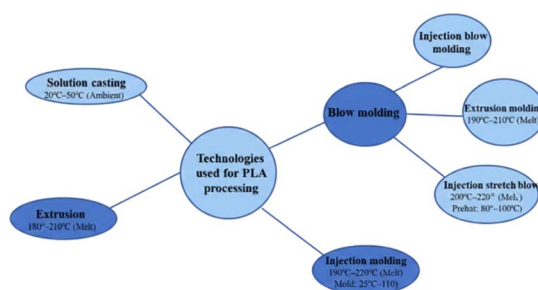 Injection blow
molding
Solution casting
20°C–50°C (Ambient)
Blow molding
Extrusion molding
190°C–210°C (Melt)
Technologies
used for PLA
processing
Injection stretch blow
200°C–220° (Melt)
Prehat: 80°–100°C)
Extrusion
180°–210°C (Melt)
Injection molding
190°C–220°C (Melt)
Mold: 25°C–110)